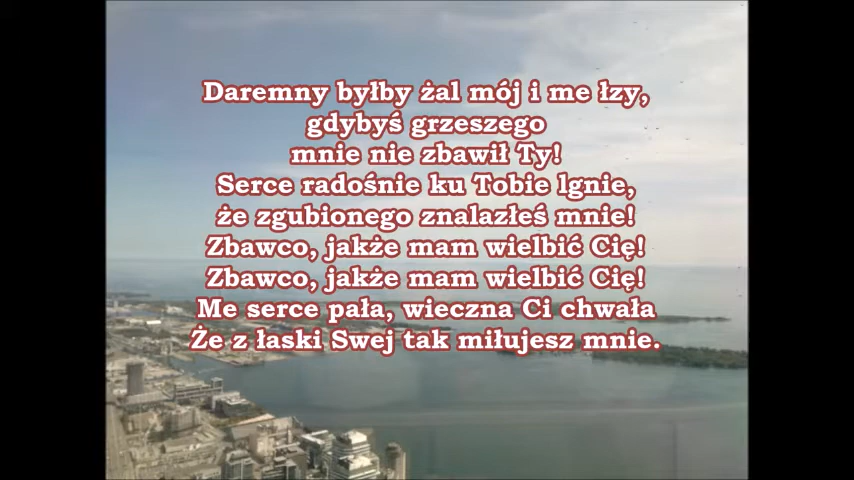 Daremny byłby żal mój i me łzy,
gdybyś grzeszego
mnie nie zbawił Ty!
Serce radośnie ku Tobie lgnie,
że zgubionego znalazłeś mnie!
Zbawco, jakże mam wielbić Cię!
Zbawco, jakże mam wielbić Cię!
Me serce pała, wieczna Ci chwała
Że z łaski Swej tak miłujesz mnie.